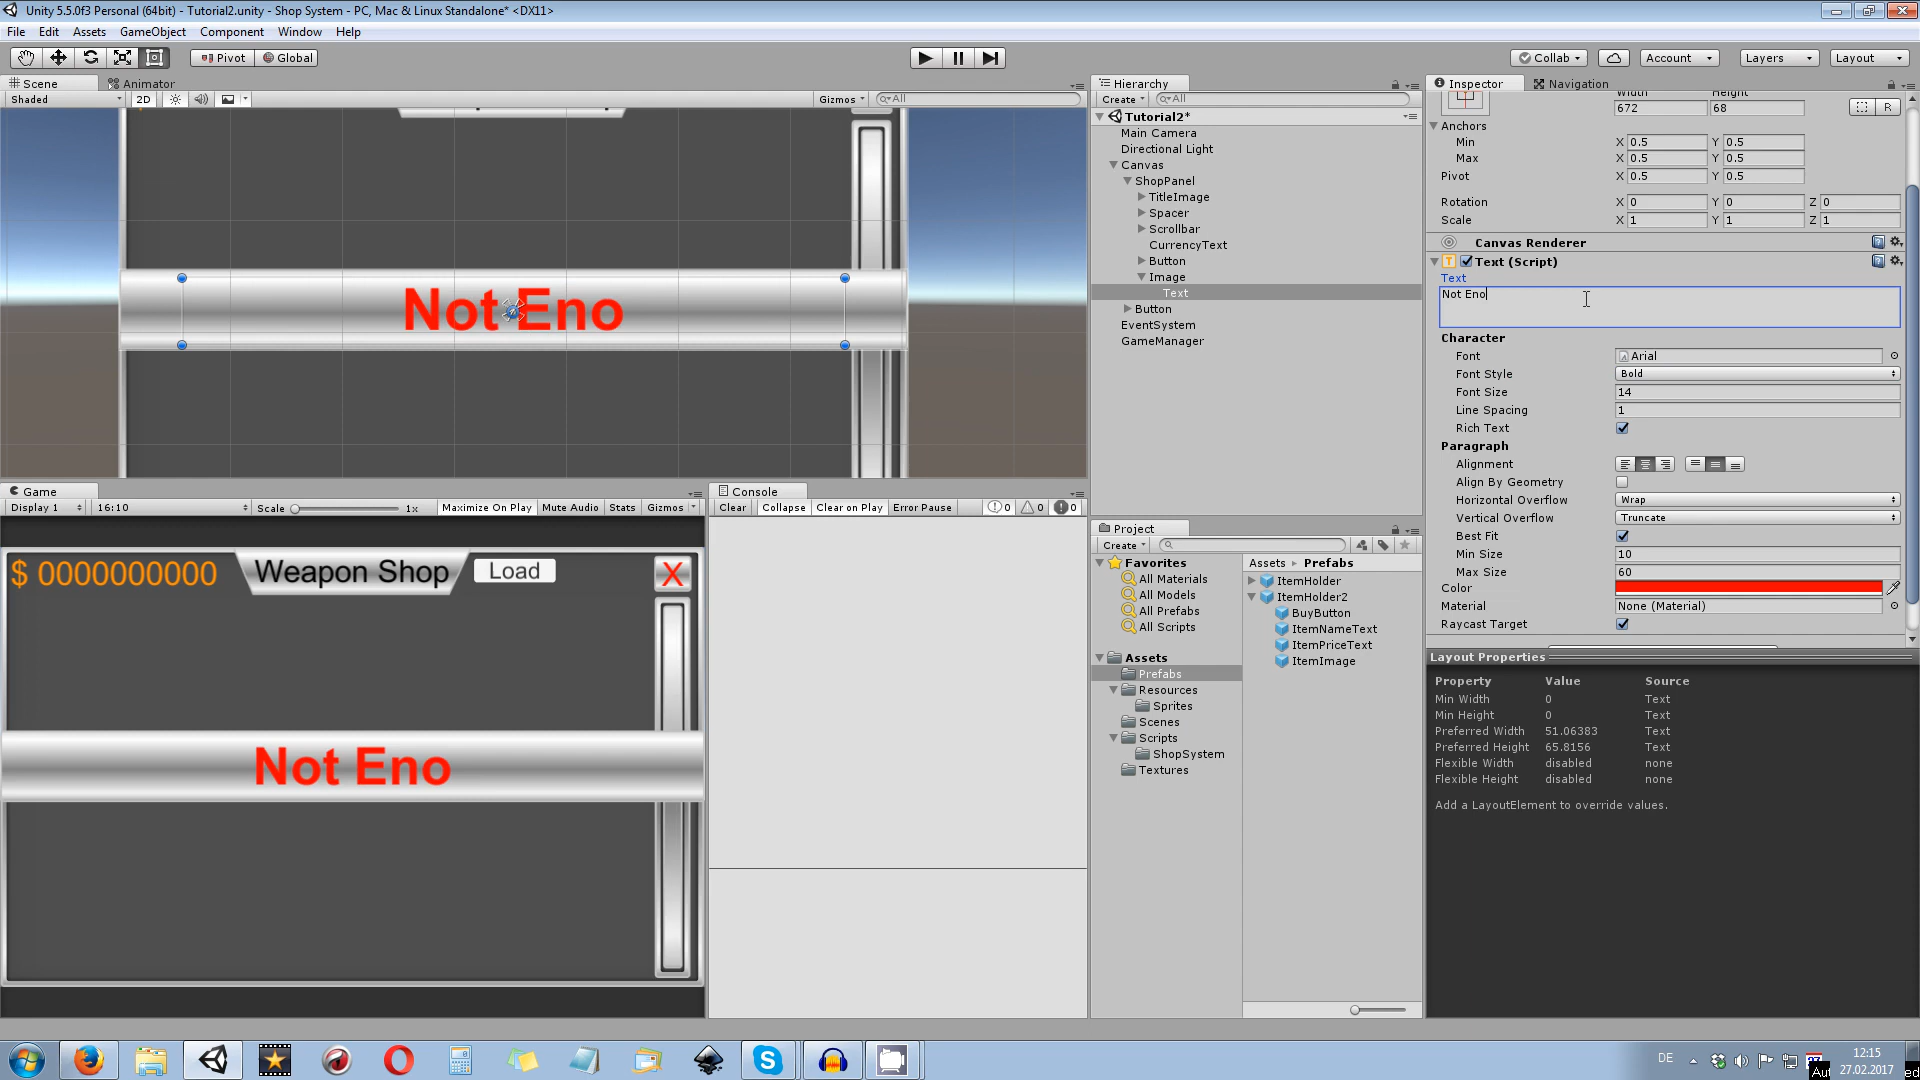 Unity 5.5.0f3 Personal (64bit) - Tutorial2.unity - Shop System - PC, Mac & Linux Standalone* <DX11>
File Edit Assets GameObject Component Window Help
Pivot Global Collab Account Layers Layout
Scene Animator
Shaded 2D Gizmos All
Not Eno
Hierarchy
Create All
Tutorial2*
Main Camera
Directional Light
Canvas
ShopPanel
TitleImage
Spacer
Scrollbar
CurrencyText
Button
Image
Text
Button
EventSystem
GameManager
Inspector Navigation
Width Height
672 68 R
Anchors
Min X 0.5 Y 0.5
Max X 0.5 Y 0.5
Pivot X 0.5 Y 0.5
Rotation X 0 Y 0 Z 0
Scale X 1 Y 1 Z 1
Canvas Renderer
Text (Script)
Text
Not Eno
Character
Font Arial
Font Style Bold
Font Size 14
Line Spacing 1
Rich Text
Paragraph
Alignment
Align By Geometry
Horizontal Overflow Wrap
Vertical Overflow Truncate
Best Fit
Min Size 10
Max Size 60
Color
Material None (Material)
Raycast Target
Layout Properties
Property Value Source
Min Width 0 Text
Min Height 0 Text
Preferred Width 51.06383 Text
Preferred Height 65.8156 Text
Flexible Width disabled none
Flexible Height disabled none
Add a LayoutElement to override values.
Game
Display 1 16:10 Scale 1x Maximize On Play Mute Audio Stats Gizmos
$ 0000000000 Weapon Shop Load X
Not Eno
Console
Clear Collapse Clear on Play Error Pause 0 0 0
Project
Create
Favorites
All Materials
All Models
All Prefabs
All Scripts
Assets
Prefabs
Resources
Sprites
Scenes
Scripts
ShopSystem
Textures
Assets Prefabs
ItemHolder
ItemHolder2
BuyButton
ItemNameText
ItemPriceText
ItemImage
DE
12:15
27.02.2017